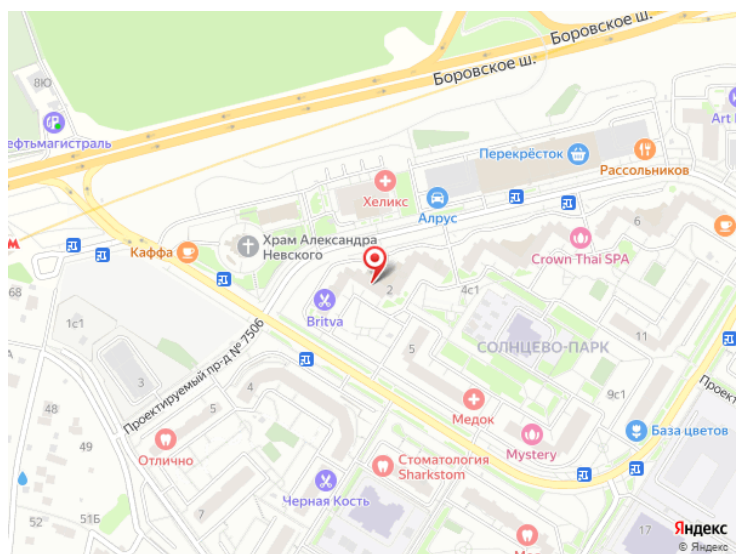 Боровское ш.
Боровское ш.
8Ю
ефтьмагистраль
Art
Перекрёсток
Рассольников
Хеликс
Алрус
6
Храм Александра
Невского
Каффа
Crown Thai SPA
68
2
4с1
Britva
1с1
Проектируемый пр-д № 7506
11
СОЛНЦЕВО-ПАРК
5
3
4
9с1
Медок
48
5
База цветов
49
Отлично
Mystery
Стоматология
Sharkstom
Черная Кость
52
51Б
17
Яндекс
© Яндекс